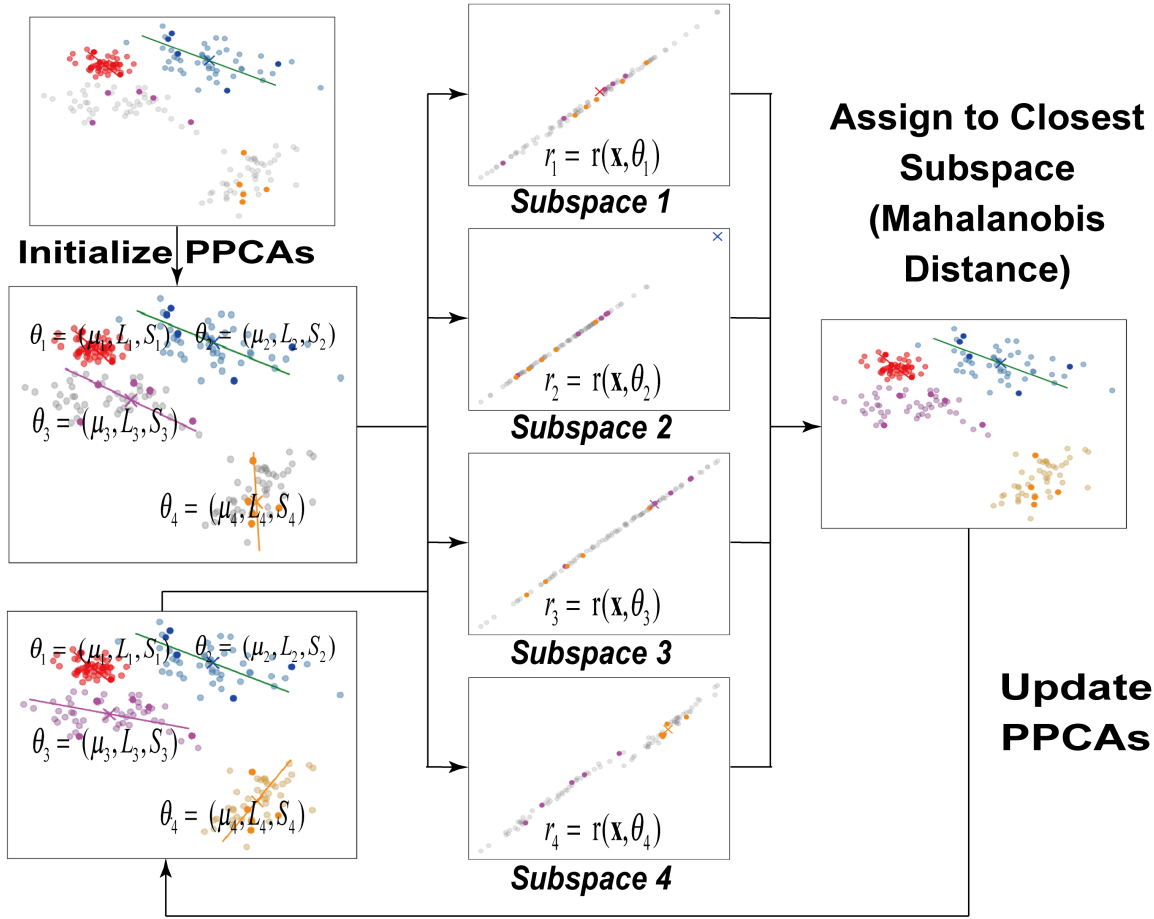 Initialize PPCAs
θ₁ = (μ₁, L₁, S₁) θ₂ = (μ₂, L₂, S₂)
θ₃ = (μ₃, L₃, S₃)
θ₄ = (μ₄, L₄, S₄)
θ₁ = (μ₁, L₁, S₁) θ₂ = (μ₂, L₂, S₂)
θ₃ = (μ₃, L₃, S₃)
θ₄ = (μ₄, L₄, S₄)
r₁ = r(x,θ₁)
Subspace 1
r₂ = r(x,θ₂)
Subspace 2
r₃ = r(x,θ₃)
Subspace 3
r₄ = r(x,θ₄)
Subspace 4
Assign to Closest
Subspace
(Mahalanobis
Distance)
Update
PPCAs